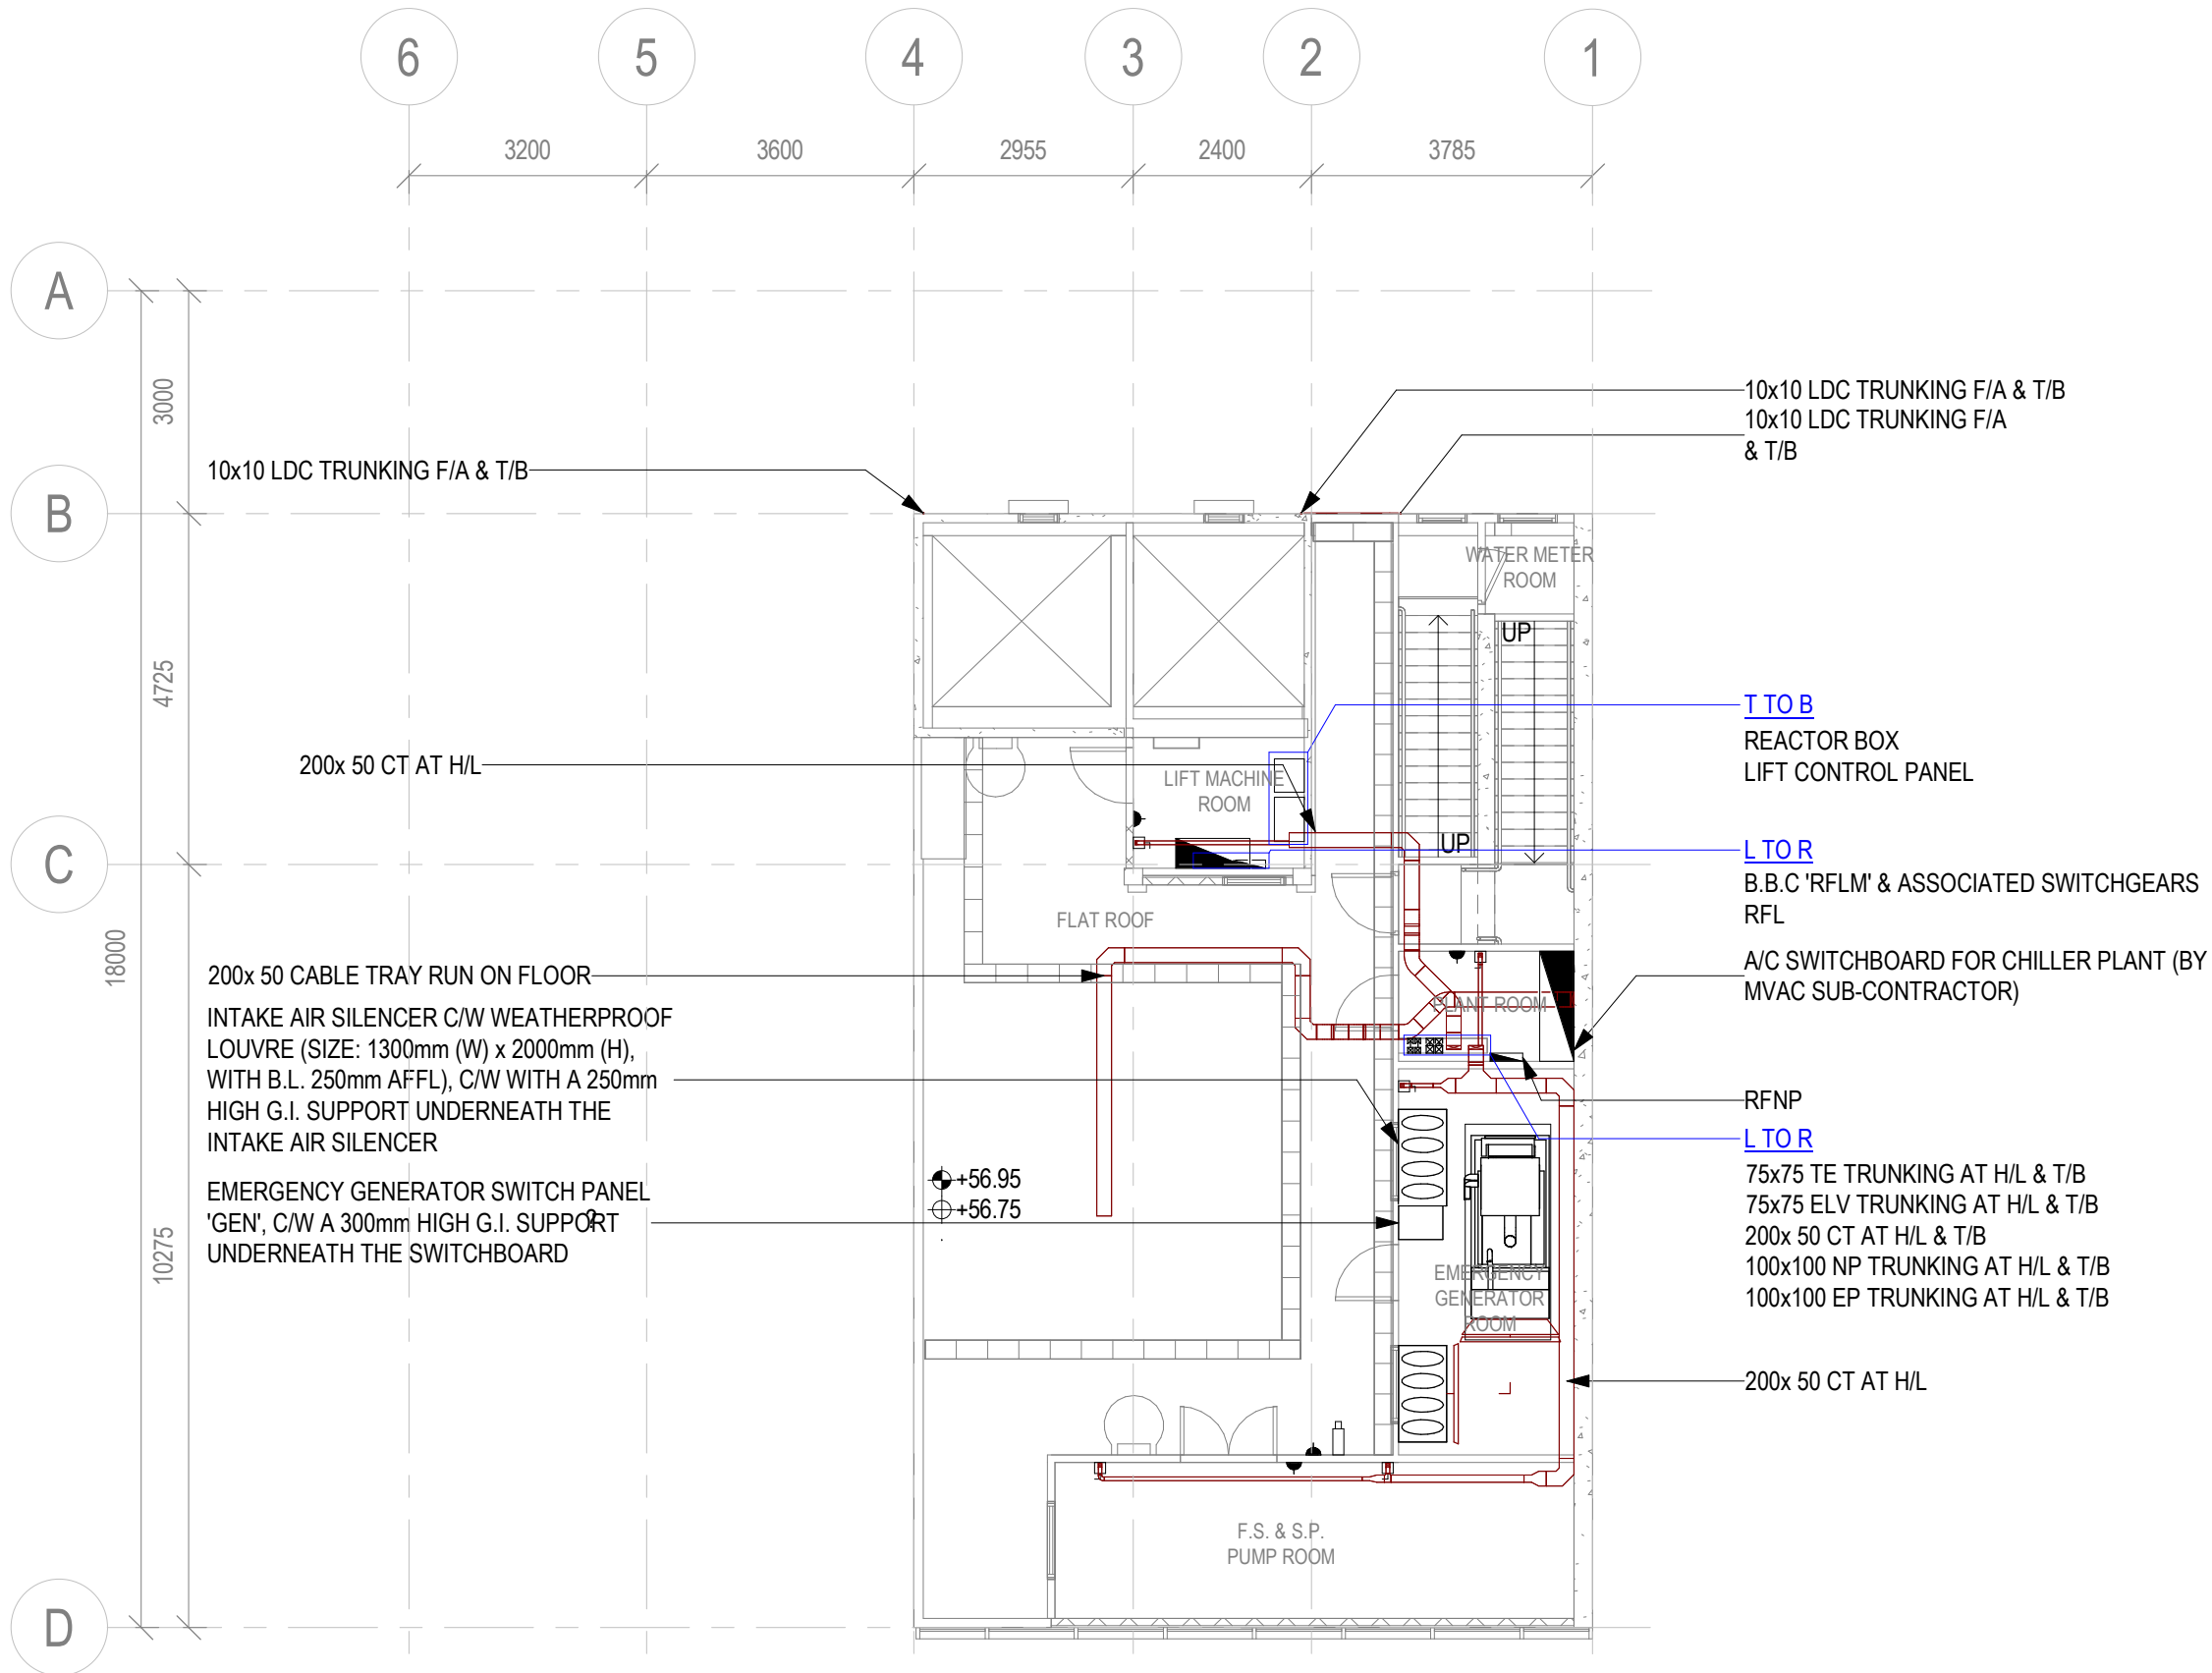 6 5 4 3 2 1
3200 3600 2955 2400 3785
A
B
C
D
3000
4725
18000
10275
10x10 LDC TRUNKING F/A & T/B
10x10 LDC TRUNKING F/A
& T/B
10x10 LDC TRUNKING F/A & T/B
WATER METER
ROOM
UP
T TO B
REACTOR BOX
LIFT CONTROL PANEL
200x 50 CT AT H/L
LIFT MACHINE
ROOM
UP
L TO R
B.B.C 'RFLM' & ASSOCIATED SWITCHGEARS
RFL
FLAT ROOF
A/C SWITCHBOARD FOR CHILLER PLANT (BY
MVAC SUB-CONTRACTOR)
200x 50 CABLE TRAY RUN ON FLOOR
PLANT ROOM
INTAKE AIR SILENCER C/W WEATHERPROOF
LOUVRE (SIZE: 1300mm (W) x 2000mm (H),
WITH B.L. 250mm AFFL), C/W WITH A 250mm
HIGH G.I. SUPPORT UNDERNEATH THE
INTAKE AIR SILENCER
RFNP
L TO R
75x75 TE TRUNKING AT H/L & T/B
75x75 ELV TRUNKING AT H/L & T/B
200x 50 CT AT H/L & T/B
100x100 NP TRUNKING AT H/L & T/B
100x100 EP TRUNKING AT H/L & T/B
EMERGENCY GENERATOR SWITCH PANEL
'GEN', C/W A 300mm HIGH G.I. SUPPORT
?
UNDERNEATH THE SWITCHBOARD
+56.95
+56.75
EMERGENCY
GENERATOR
ROOM
200x 50 CT AT H/L
F.S. & S.P.
PUMP ROOM